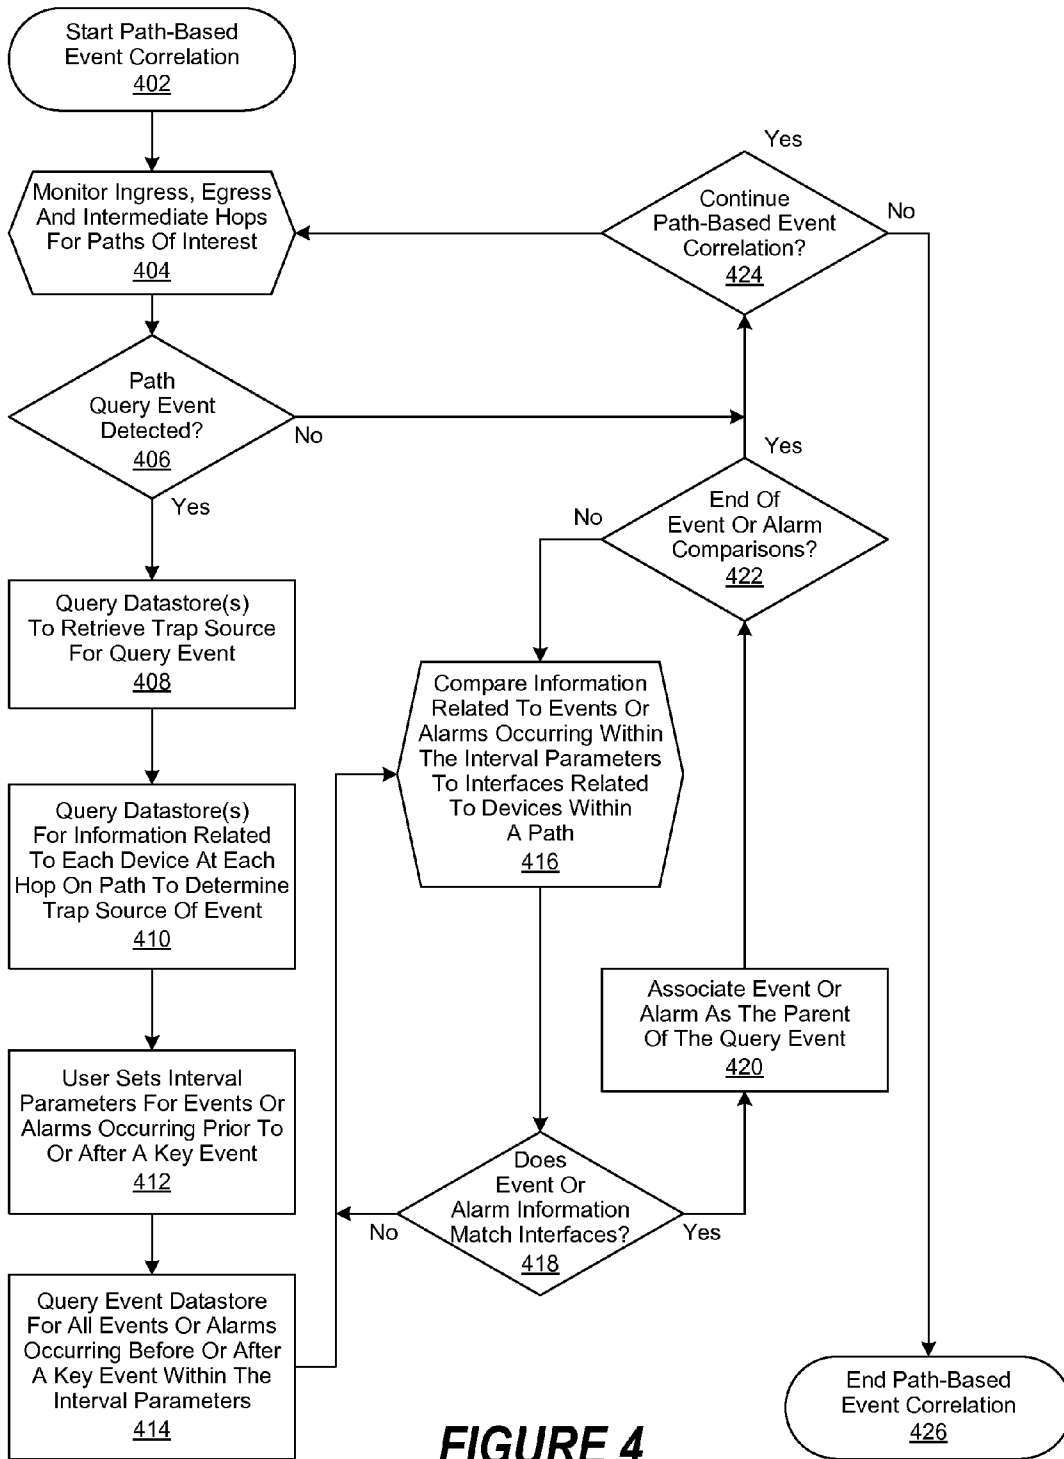 Start Path-Based
Event Correlation
402
Monitor Ingress, Egress
And Intermediate Hops
For Paths Of Interest
404
Path
Query Event
Detected?
406
No
Yes
Query Datastore(s)
To Retrieve Trap Source
For Query Event
408
Query Datastore(s)
For Information Related
To Each Device At Each
Hop On Path To Determine
Trap Source Of Event
410
User Sets Interval
Parameters For Events Or
Alarms Occurring Prior To
Or After A Key Event
412
Query Event Datastore
For All Events Or Alarms
Occurring Before Or After
A Key Event Within The
Interval Parameters
414
Compare Information
Related To Events Or
Alarms Occurring Within
The Interval Parameters
To Interfaces Related
To Devices Within
A Path
416
Does
Event Or
Alarm Information
Match Interfaces?
418
No
Yes
Associate Event Or
Alarm As The Parent
Of The Query Event
420
End Of
Event Or Alarm
Comparisons?
422
No
Yes
Continue
Path-Based Event
Correlation?
424
Yes
No
End Path-Based
Event Correlation
426
FIGURE 4